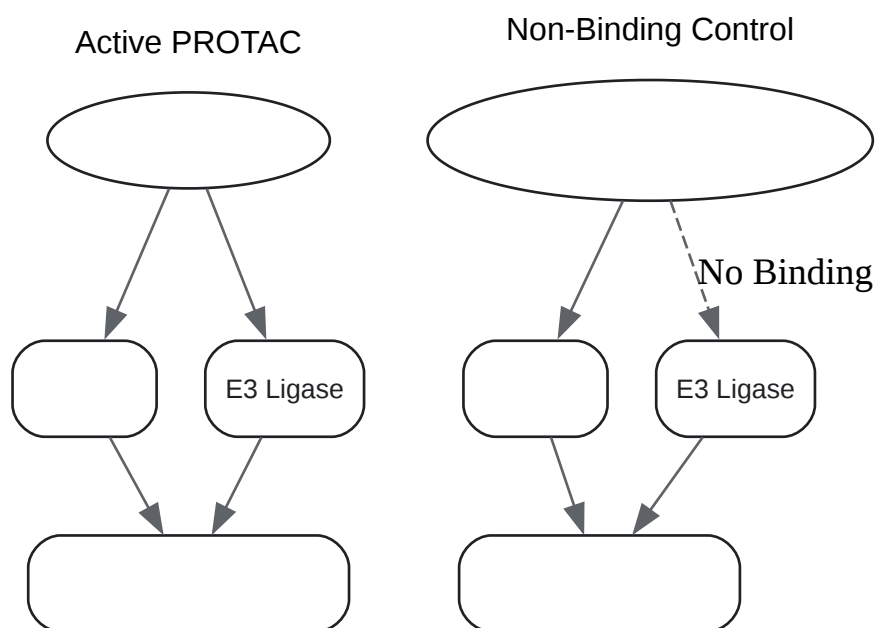 Active PROTAC
Non-Binding Control
No Binding
E3 Ligase
E3 Ligase